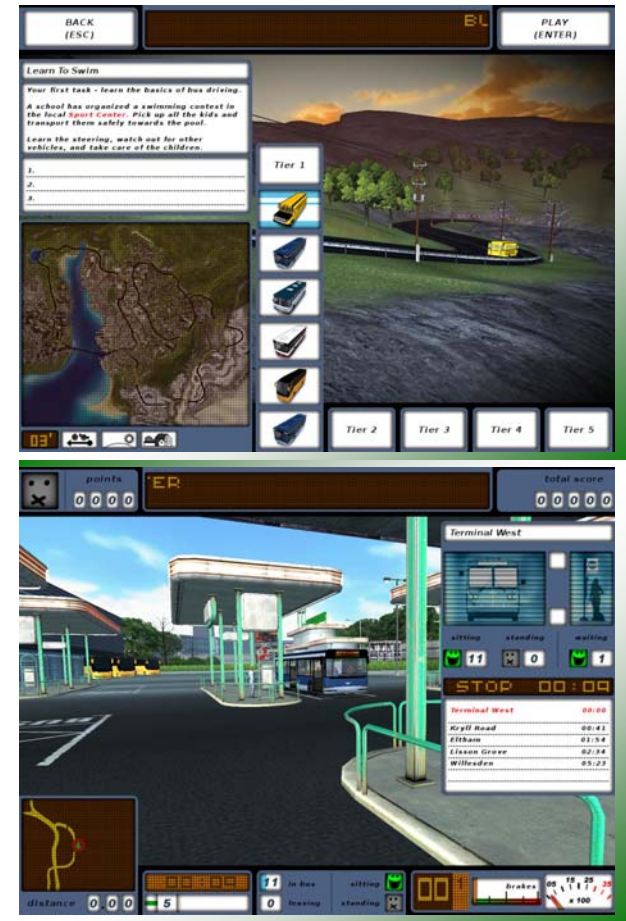 BACK
(ESC)
BL
PLAY
(ENTER)
Learn To Swim
Your first task - learn the basics of bus driving.
A school has organized a swimming contest in
the local Sport Center. Pick up all the kids and
transport them safely towards the pool.
Learn the steering, watch out for other
vehicles, and take care of the children.
1.
2.
3.
Tier 1
03'
Tier 2
Tier 3
Tier 4
Tier 5
points
0000
'ER
total score
00000
Terminal West
sitting standing waiting
11 0 1
STOP 00:09
Terminal West 00:00
Kryll Road 00:41
Eltham 01:54
Lisson Grove 02:34
Willesden 05:23
distance 0.00
5
11 in bus sitting
0 leaving standing
00
brakes
05 15 25 35
x 100